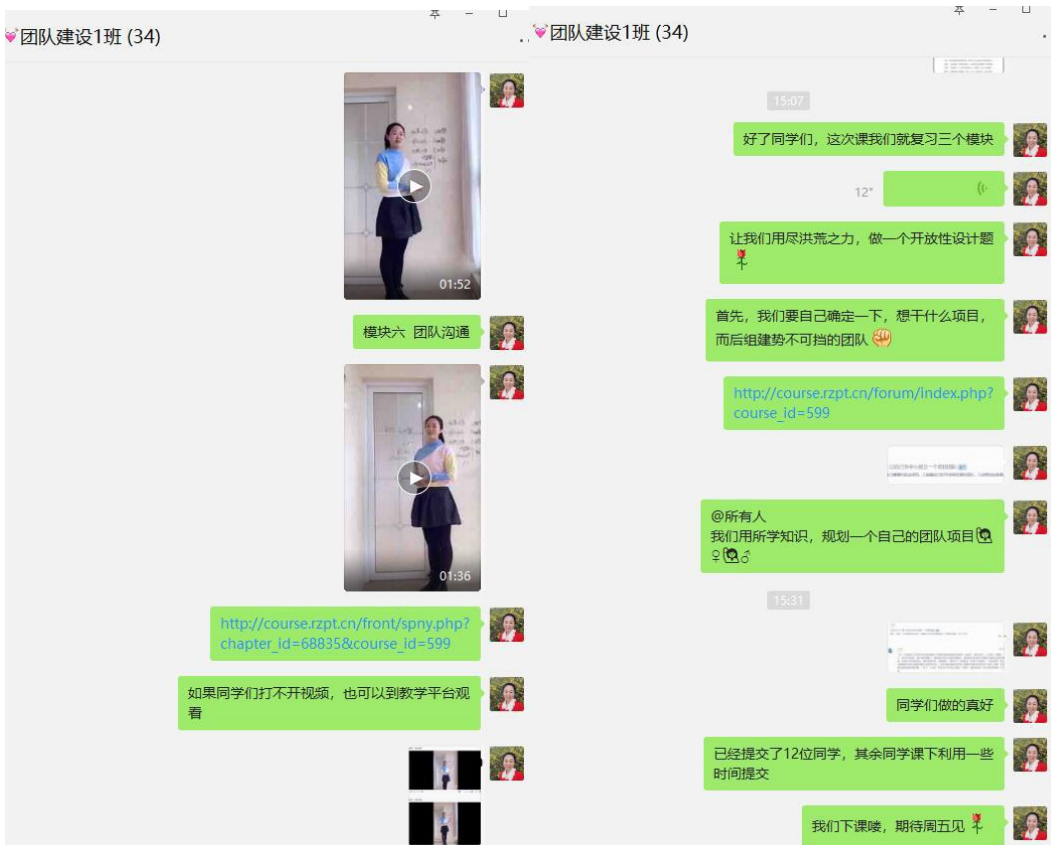 团队建设1班 (34)
01:52
模块六 团队沟通
01:36
http://course.rzpt.cn/front/spny.php?
chapter_id=68835&course_id=599
如果同学们打不开视频，也可以到教学平台观
看
团队建设1班 (34)
15:07
好了同学们，这次课我们就复习三个模块
12"
让我们用尽洪荒之力，做一个开放性设计题
首先，我们要自己确定一下，想干什么项目，
而后组建势不可挡的团队
http://course.rzpt.cn/forum/index.php?
course_id=599
@所有人
我们用所学知识，规划一个自己的团队项目
15:31
同学们做的真好
已经提交了12位同学，其余同学课下利用一些
时间提交
我们下课喽，期待周五见